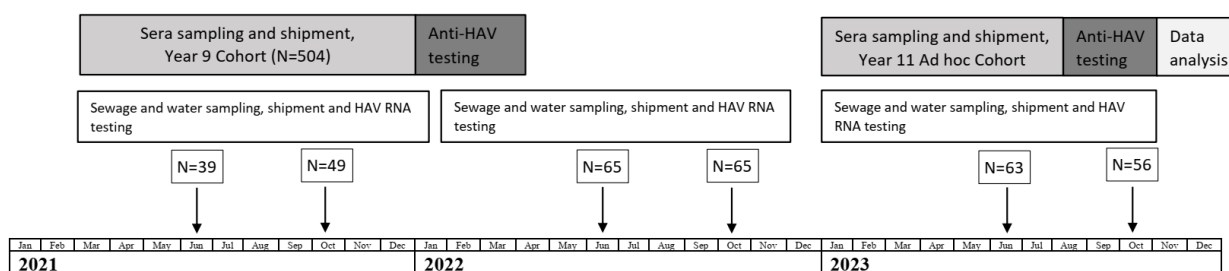 Sera sampling and shipment,
Year 9 Cohort (N=504)
Anti-HAV
testing
Sera sampling and shipment,
Year 11 Ad hoc Cohort
Anti-HAV
testing
Data
analysis
Sewage and water sampling, shipment and HAV RNA
testing
Sewage and water sampling, shipment and HAV RNA
testing
Sewage and water sampling, shipment and HAV
RNA testing
N=39
N=49
N=65
N=65
N=63
N=56
Jan Feb Mar Apr May Jun Jul Aug Sep Oct Nov Dec Jan Feb Mar Apr May Jun Jul Aug Sep Oct Nov Dec Jan Feb Mar Apr May Jun Jul Aug Sep Oct Nov Dec
2021 2022 2023